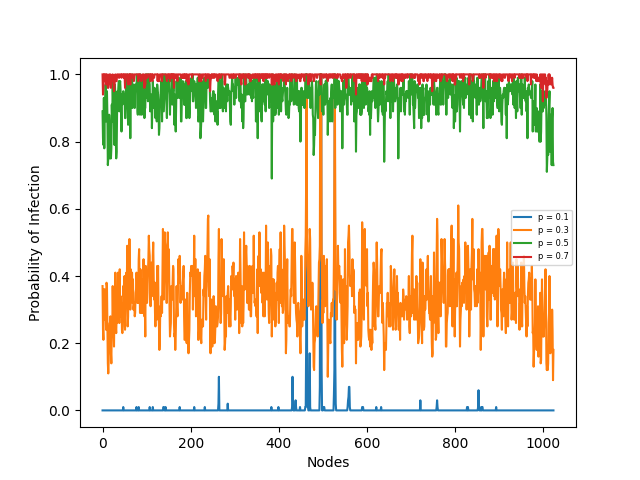 1.0
0.8
0.6
0.4
0.2
0.0
Probability of Infection
0 200 400 600 800 1000
Nodes
p = 0.1
p = 0.3
p = 0.5
p = 0.7